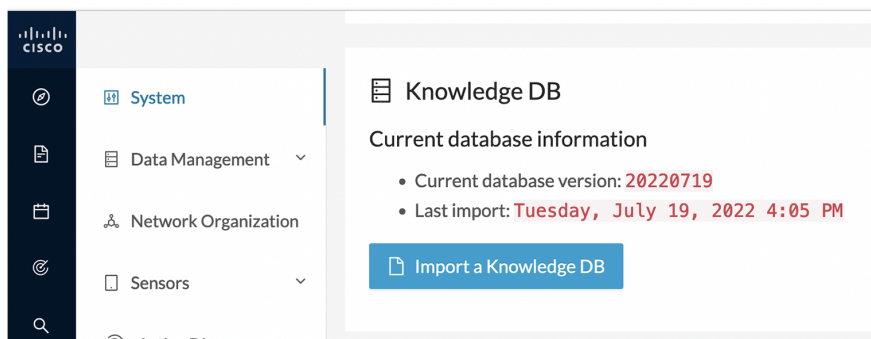 CISCO
System
Data Management
Network Organization
Sensors
Knowledge DB
Current database information
Current database version: 20220719
Last import: Tuesday, July 19, 2022 4:05 PM
Import a Knowledge DB